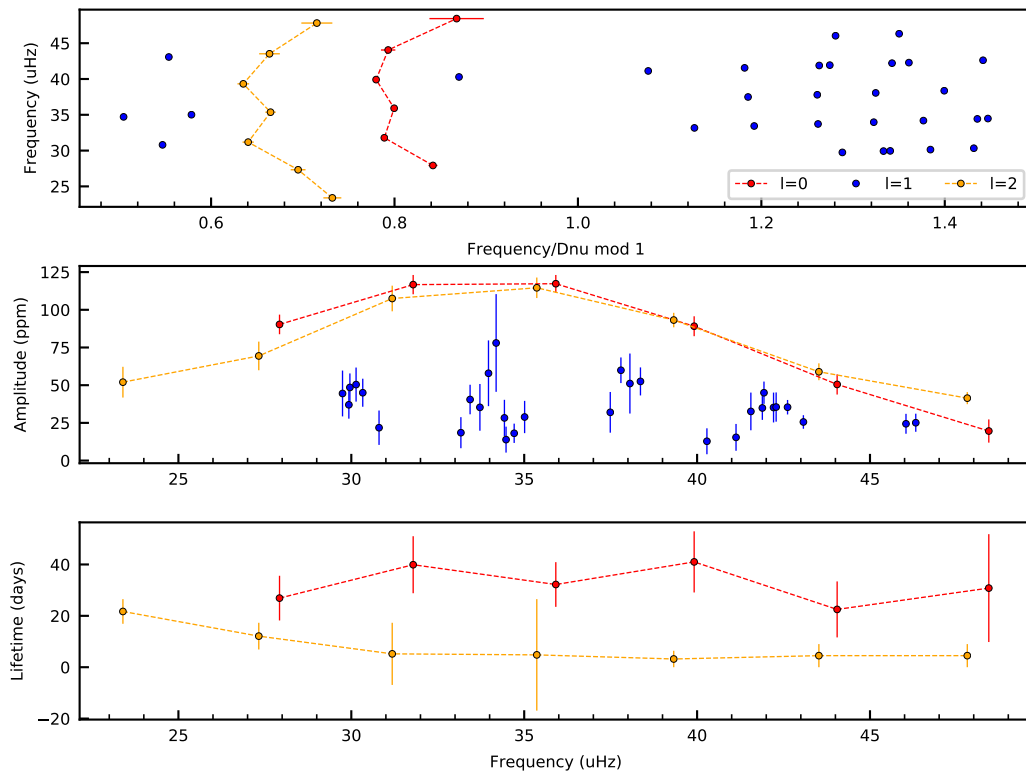 Frequency (uHz)
45
40
35
30
25
l=0 l=1 l=2
0.6 0.8 1.0 1.2 1.4
Frequency/Dnu mod 1
Amplitude (ppm)
125
100
75
50
25
0
25 30 35 40 45
Lifetime (days)
40
20
0
−20
25 30 35 40 45
Frequency (uHz)